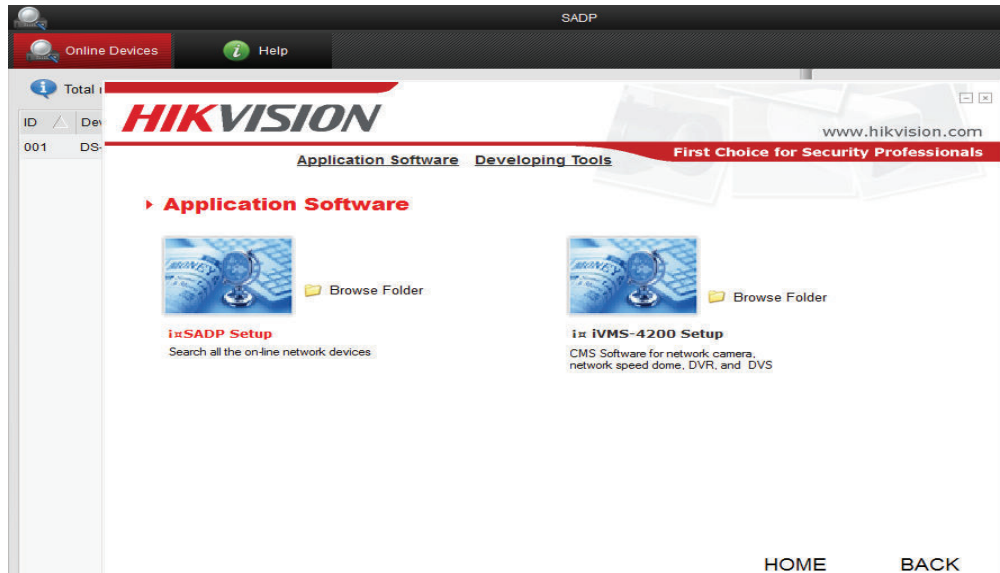 SADP
Online Devices
Help
Total
ID
001
DS-
HIKVISION
www.hikvision.com
Application Software Developing Tools
First Choice for Security Professionals
Application Software
MONEY
Browse Folder
MONEY
Browse Folder
i¤SADP Setup
i¤ iVMS-4200 Setup
Search all the on-line network devices
CMS Software for network camera,
network speed dome, DVR, and DVS
HOME BACK